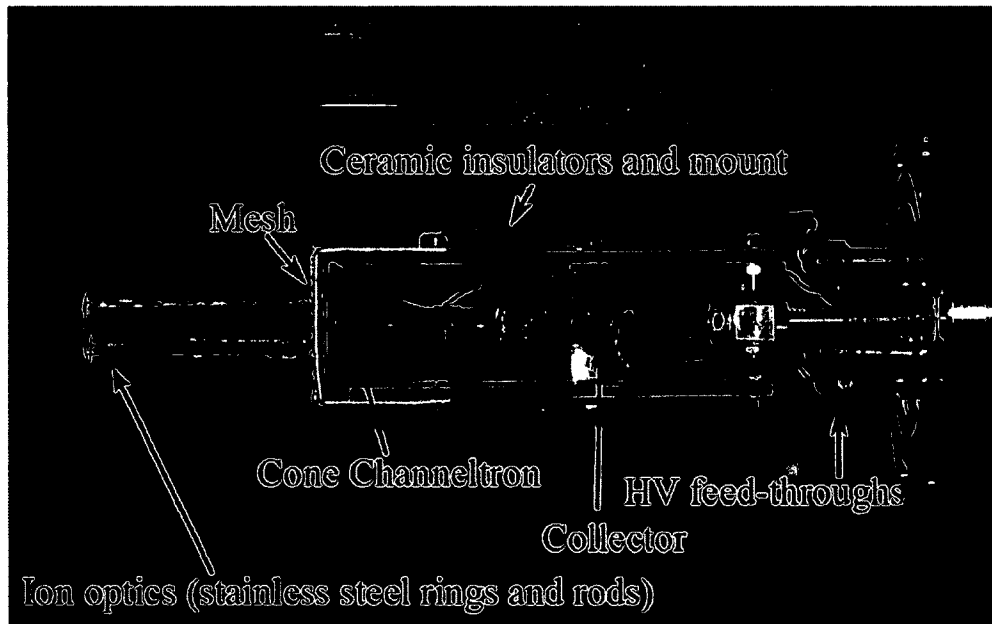 Ceramic insulators and mount
Mesh
Cone Channeltron
HV feed-throughs
Collector
Ion optics (stainless steel rings and rods)